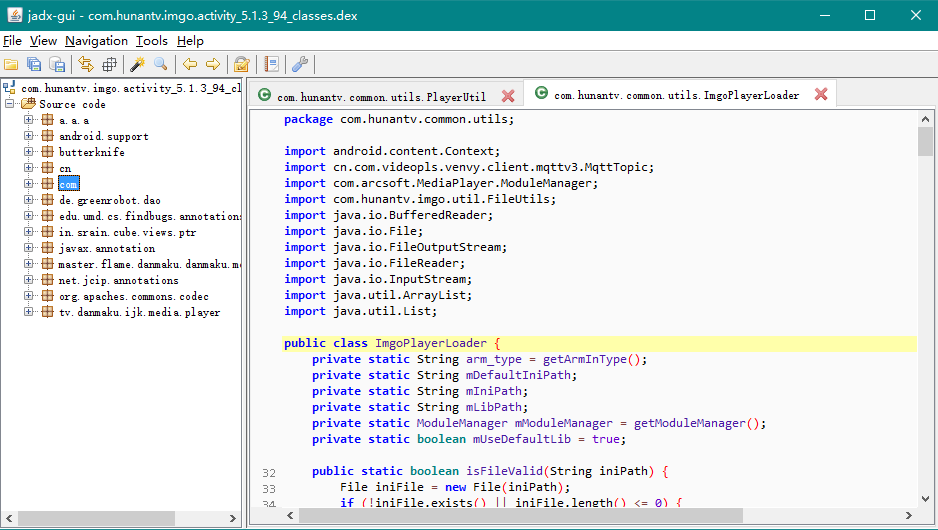 jadx-gui - com.hunantv.imgo.activity_5.1.3_94_classes.dex
File View Navigation Tools Help
com.hunantv.imgo.activity_5.1.3_94_cl
Source code
a.a.a
android.support
butterknife
cn
com
de.greenrobot.dao
edu.umd.cs.findbugs.annotations
in.srain.cube.views.ptr
javax.annotation
master.flame.danmaku.danmaku.m
net.jcip.annotations
org.apache.commons.codec
tv.danmaku.ijk.media.player
com.hunantv.common.utils.PlayerUtil
com.hunantv.common.utils.ImgoPlayerLoader
package com.hunantv.common.utils;
import android.content.Context;
import cn.com.videopls.venvy.client.mqttv3.MqttTopic;
import com.arcsoft.MediaPlayer.ModuleManager;
import com.hunantv.imgo.util.FileUtils;
import java.io.BufferedReader;
import java.io.File;
import java.io.FileOutputStream;
import java.io.FileReader;
import java.io.InputStream;
import java.util.ArrayList;
import java.util.List;
public class ImgoPlayerLoader {
private static String arm_type = getArmInType();
private static String mDefaultIniPath;
private static String mIniPath;
private static String mLibPath;
private static ModuleManager mModuleManager = getModuleManager();
private static boolean mUseDefaultLib = true;
32 public static boolean isFileValid(String iniPath) {
33 File iniFile = new File(iniPath);
34 if (!iniFile.exists() || iniFile.length() <= 0) {